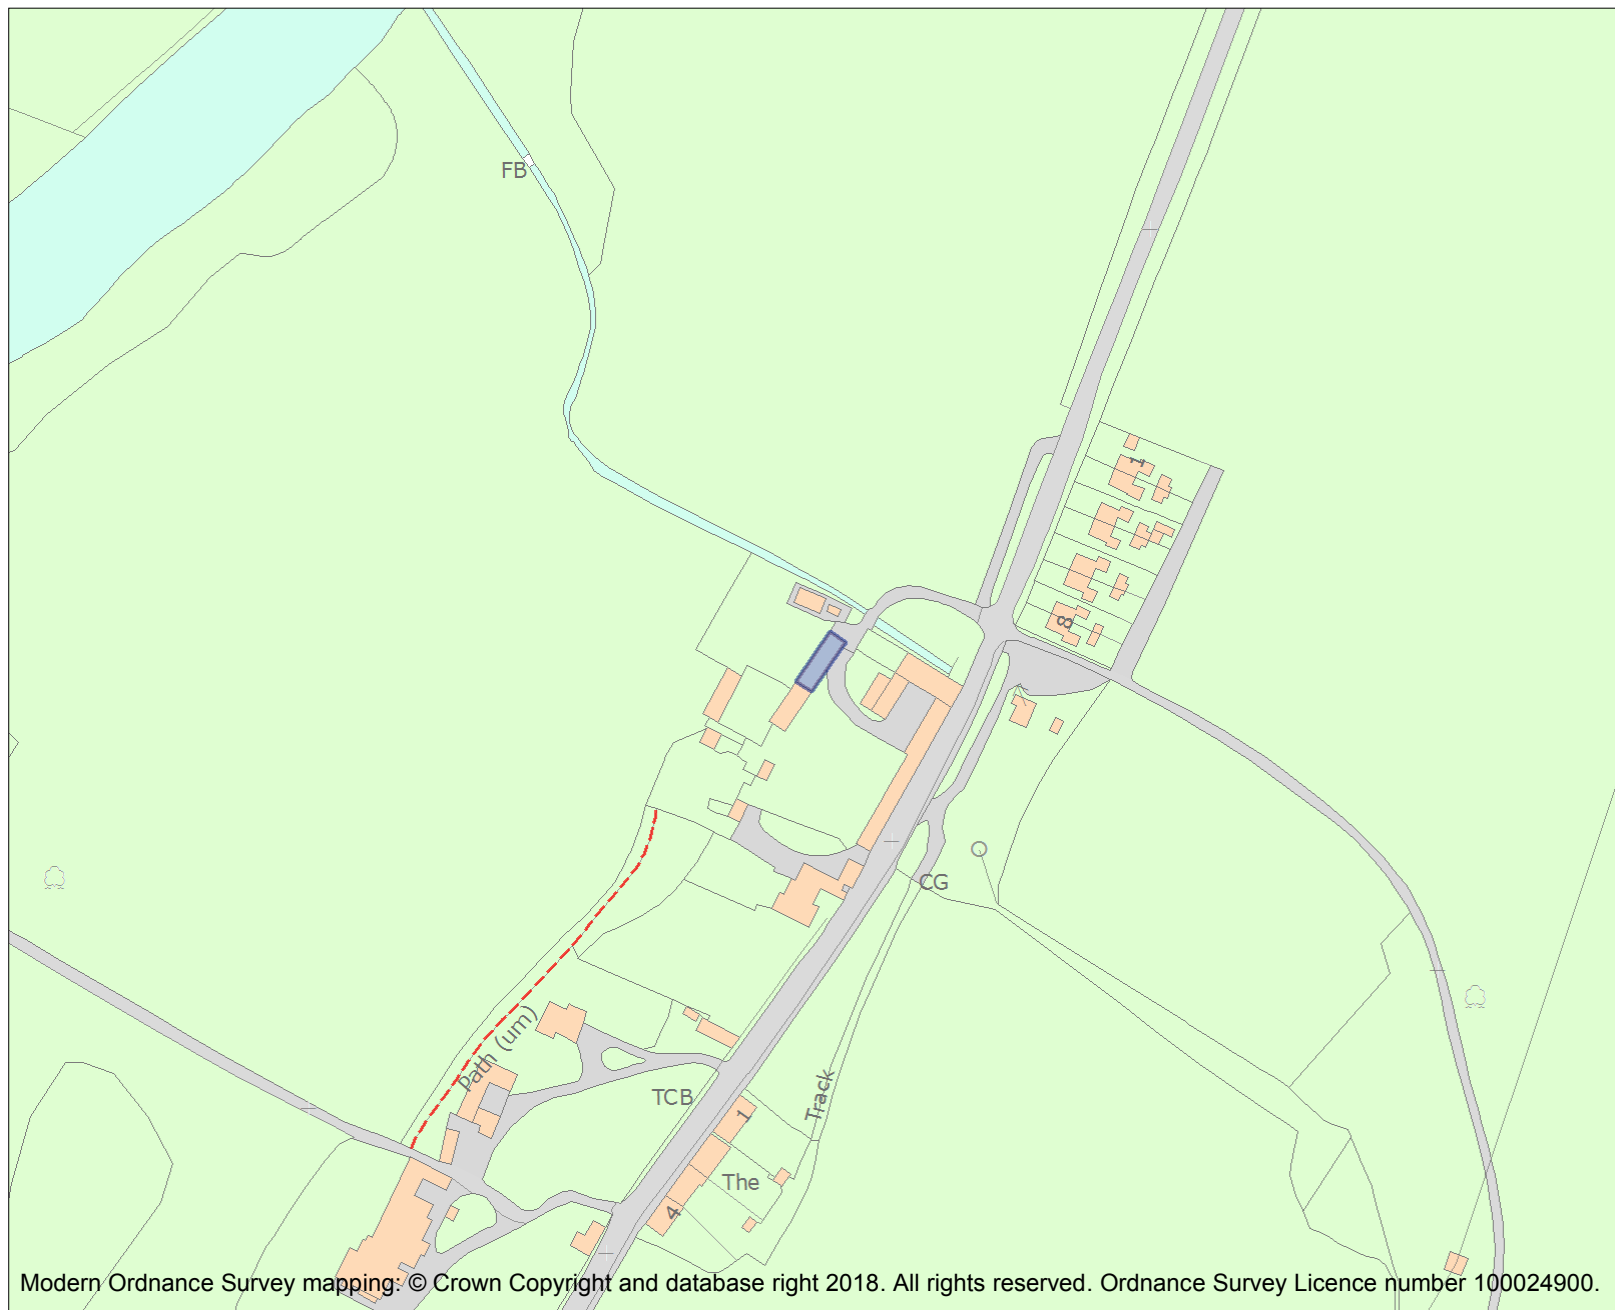 FB
1
8
CG
Path (um)
TCB
Track
1
The
4
Modern Ordnance Survey mapping: © Crown Copyright and database right 2018. All rights reserved. Ordnance Survey Licence number 100024900.